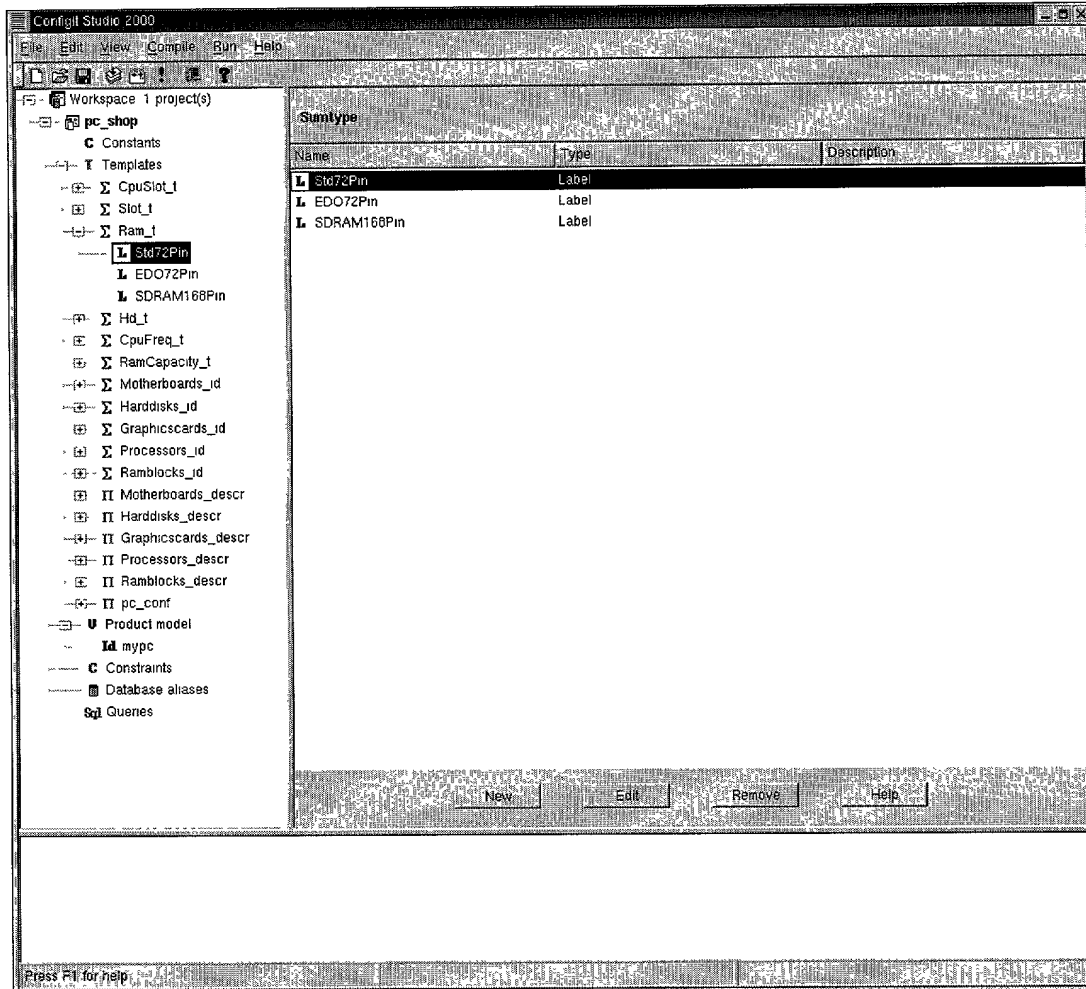 Configit Studio 2000
File Edit View Compile Run Help
Workspace 1 project(s)
pc_shop
C Constants
T Templates
Σ CpuSlot_t
Σ Slot_t
Σ Ram_t
L Std72Pin
L EDO72Pin
L SDRAM168Pin
Σ Hd_t
Σ CpuFreq_t
Σ RamCapacity_t
Σ Motherboards_id
Σ Harddisks_id
Σ Graphicscards_id
Σ Processors_id
Σ Ramblocks_id
Π Motherboards_descr
Π Harddisks_descr
Π Graphicscards_descr
Π Processors_descr
Π Ramblocks_descr
Π pc_conf
U Product model
Id mypc
C Constraints
Database aliases
Sql Queries
Sumtype
Name Type Description
L Std72Pin Label
L EDO72Pin Label
L SDRAM168Pin Label
New Edit Remove Help
Press F1 for help